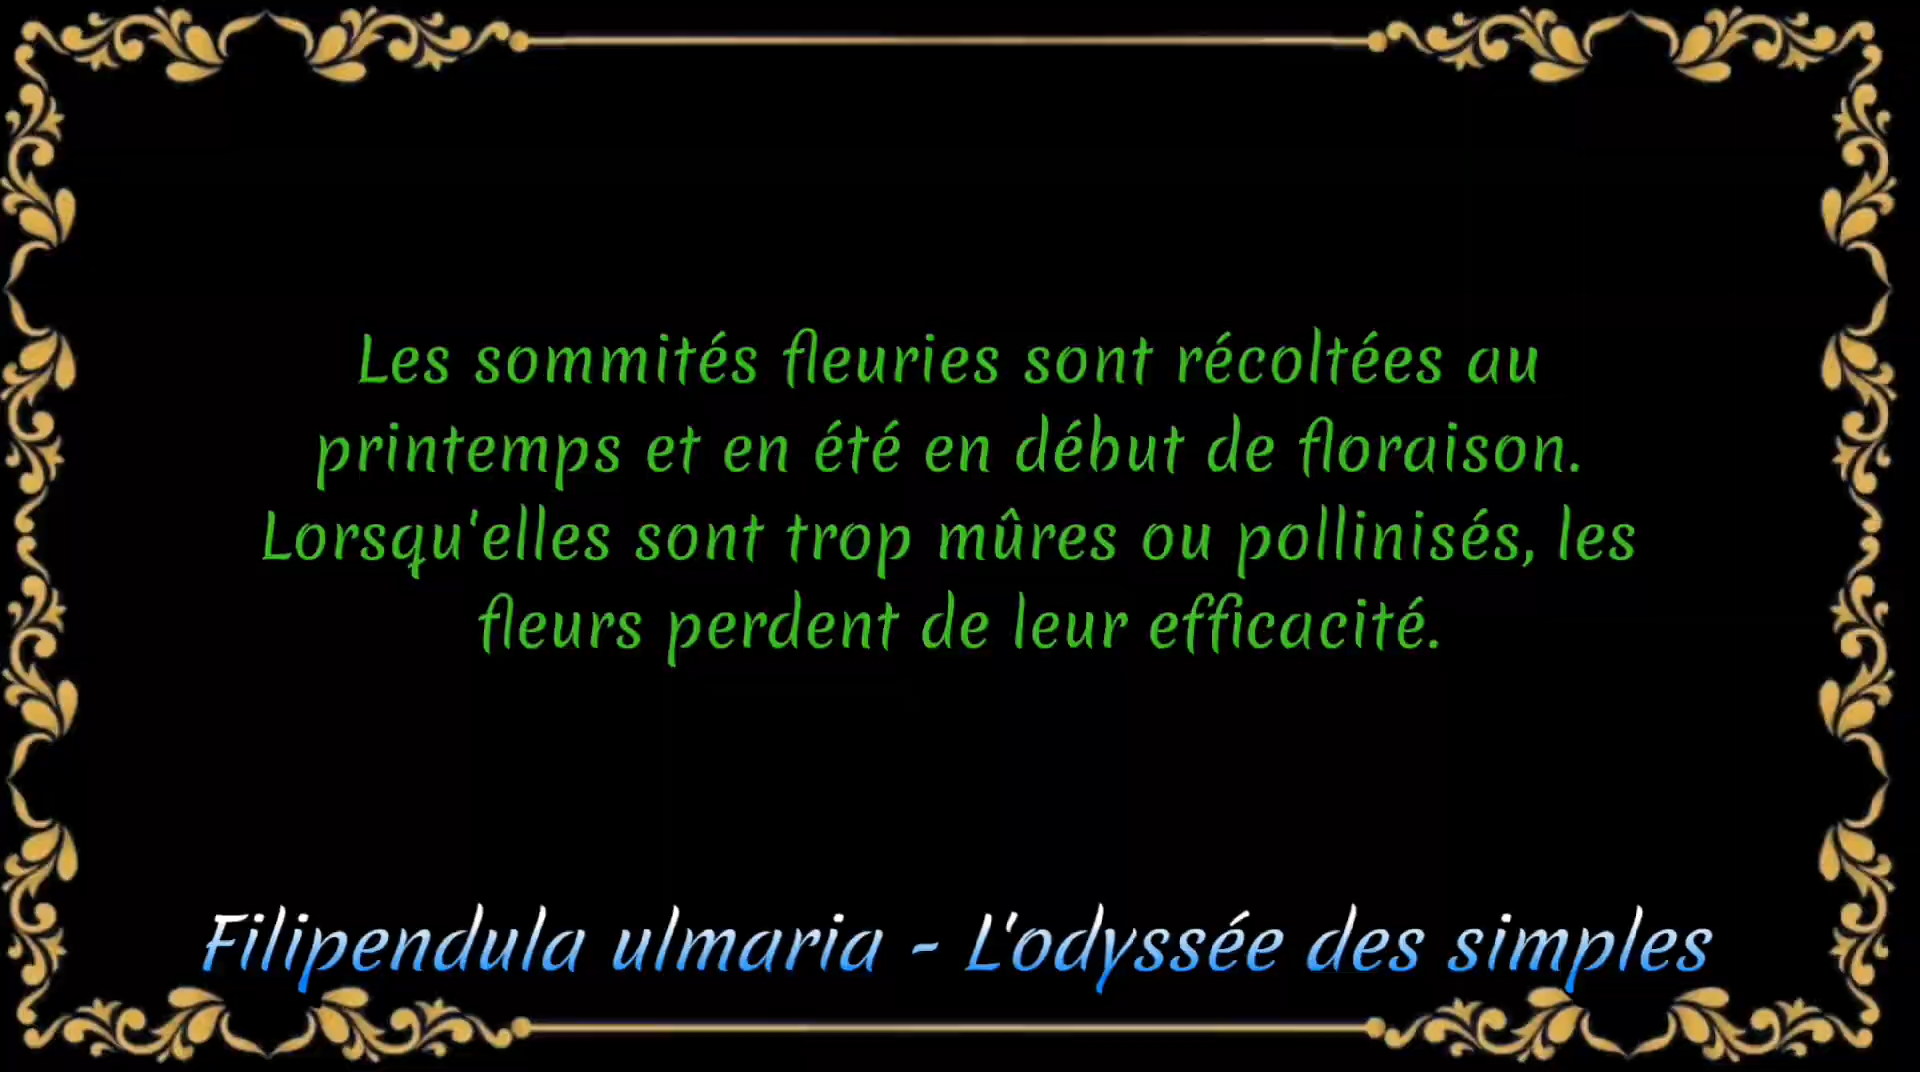 Les sommités fleuries sont récoltées au
printemps et en été en début de floraison.
Lorsqu'elles sont trop mûres ou pollinisés, les
fleurs perdent de leur efficacité.
Filipendula ulmaria - L'odyssée des simples